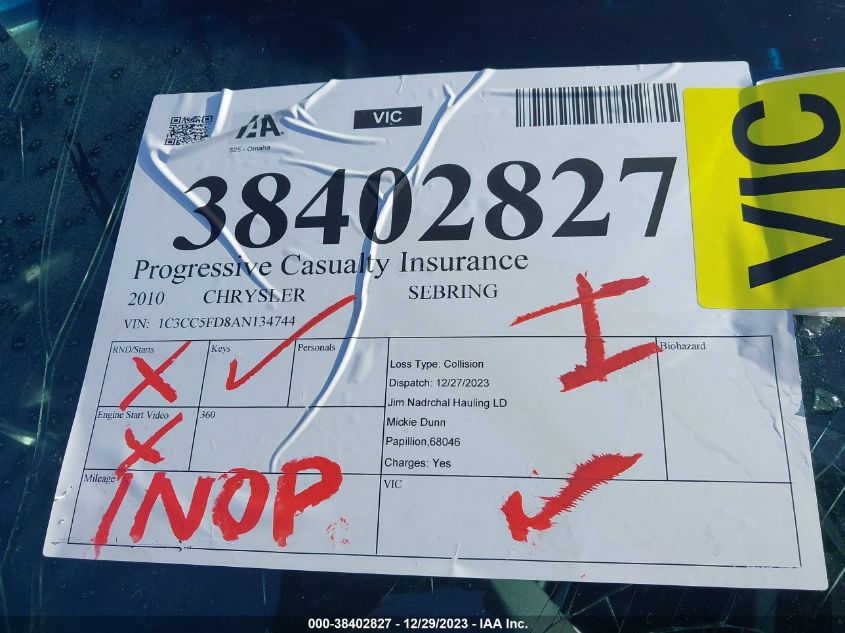 IAA
VIC
525 - Omaha
38402827
VIC
Progressive Casualty Insurance
2010 CHRYSLER SEBRING
VIN: 1C3CC5FD8AN134744
I
RND/Starts X
Keys ✓
Personals
Loss Type: Collision
Dispatch: 12/27/2023
Jim Nadrchal Hauling LD
Mickie Dunn
Papillion,68046
Charges: Yes
Biohazard
Engine Start Video X
360
Mileage
INOP
VIC ✓
000-38402827 - 12/29/2023 - IAA Inc.